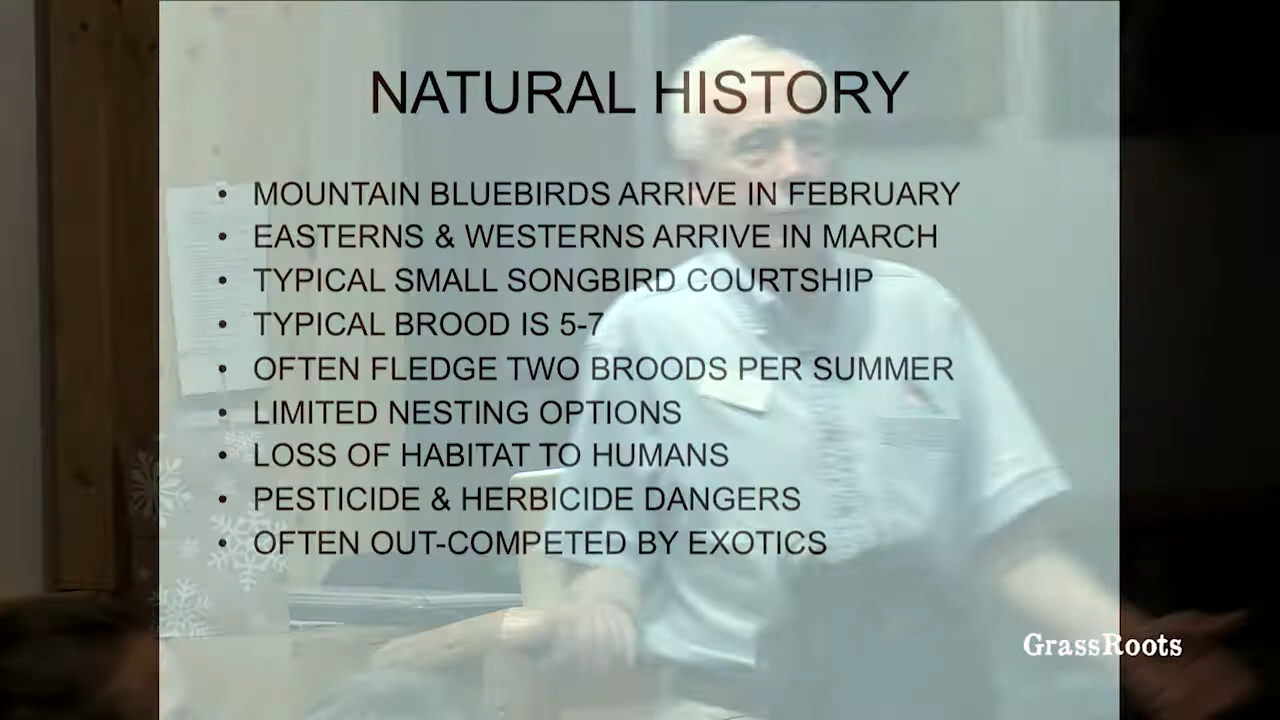 NATURAL HISTORY
• MOUNTAIN BLUEBIRDS ARRIVE IN FEBRUARY
• EASTERNS & WESTERNS ARRIVE IN MARCH
• TYPICAL SMALL SONGBIRD COURTSHIP
• TYPICAL BROOD IS 5-7
• OFTEN FLEDGE TWO BROODS PER SUMMER
• LIMITED NESTING OPTIONS
• LOSS OF HABITAT TO HUMANS
• PESTICIDE & HERBICIDE DANGERS
• OFTEN OUT-COMPETED BY EXOTICS
GrassRoots